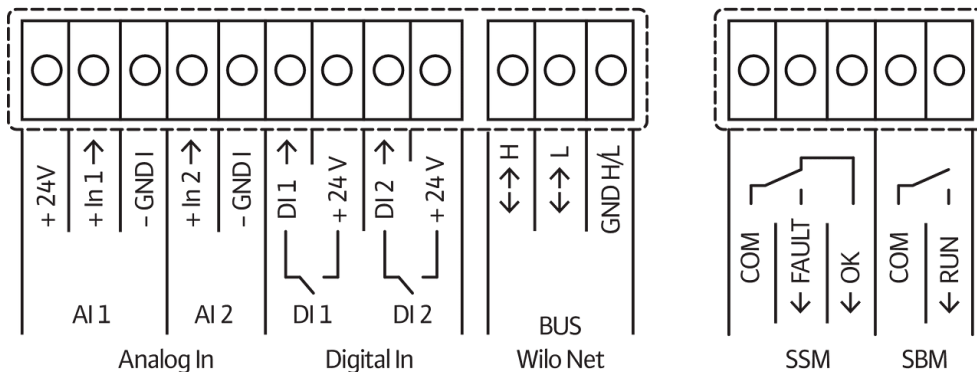 + 24V
+ In 1 →
- GND I
+ In 2 →
- GND I
DI 1 →
+ 24 V
DI 2 →
+ 24 V
↔ H
↔ L
GND H/L
COM
← FAULT
← OK
COM
← RUN
AI 1 AI 2 DI 1 DI 2 BUS
Analog In Digital In Wilo Net SSM SBM